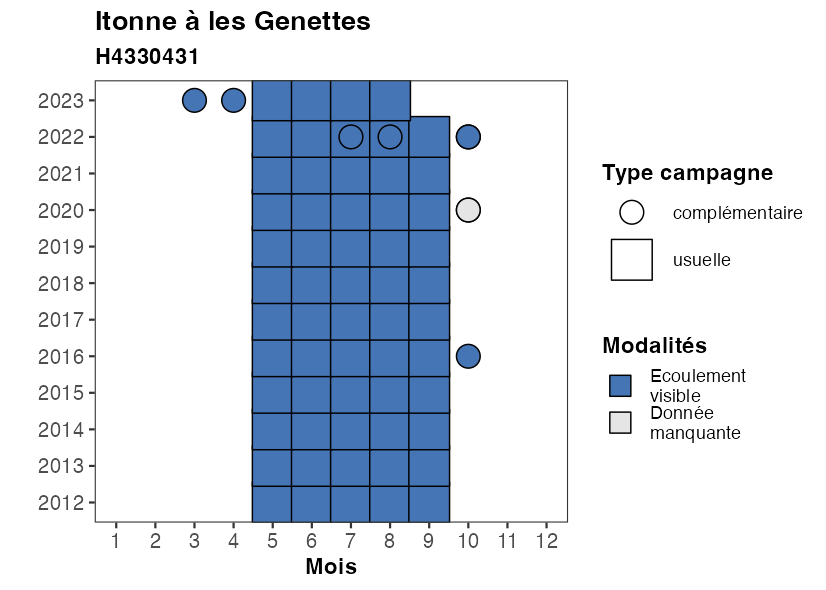 Itonne à les Genettes
H4330431
2023
2022
2021
2020
2019
2018
2017
2016
2015
2014
2013
2012
1 2 3 4 5 6 7 8 9 10 11 12
Mois
Type campagne
complémentaire
usuelle
Modalités
Ecoulement
visible
Donnée
manquante